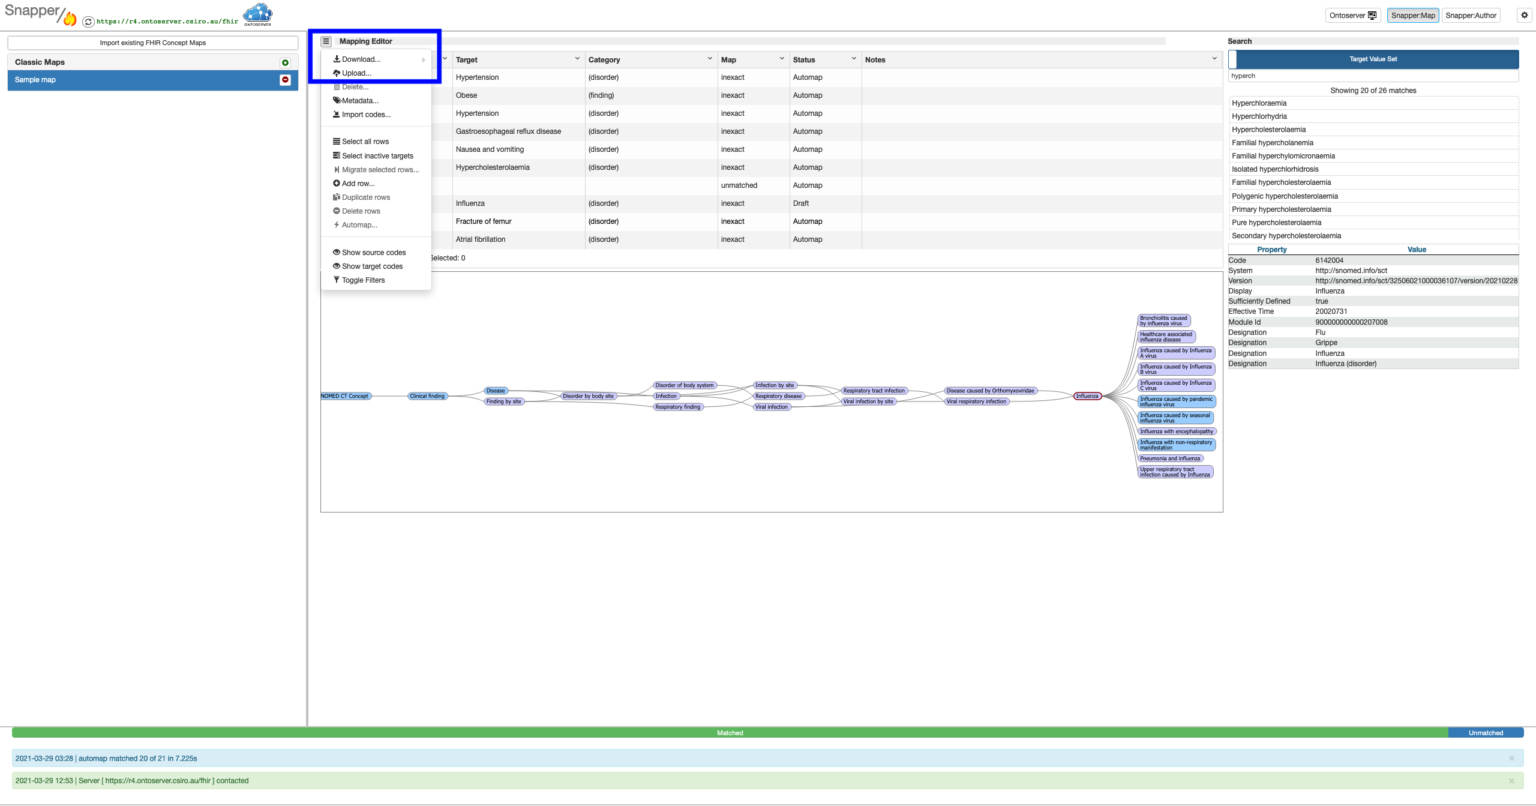 Snapper
https://r4.ontoserver.csiro.au/fhir
ONTOSERVER
Ontoserver
Snapper:Map
Snapper:Author
Import existing FHIR Concept Maps
Classic Maps
Sample map
Mapping Editor
Download...
Upload...
Delete...
Metadata...
Import codes...
Select all rows
Select inactive targets
Migrate selected rows...
Add row...
Duplicate rows
Delete rows
Automap...
Show source codes
Show target codes
Toggle Filters
Target Category Map Status Notes
Hypertension (disorder) inexact Automap
Obese (finding) inexact Automap
Hypertension (disorder) inexact Automap
Gastroesophageal reflux disease (disorder) inexact Automap
Nausea and vomiting (disorder) inexact Automap
Hypercholesterolaemia (disorder) inexact Automap
unmatched Automap
Influenza (disorder) inexact Draft
Fracture of femur (disorder) inexact Automap
Atrial fibrillation (disorder) inexact Automap
Selected: 0
NOMED CT Concept
Clinical finding
Disease
Finding by site
Disorder by body site
Disorder of body system
Infection
Respiratory finding
Infection by site
Respiratory disease
Viral infection
Respiratory tract infection
Viral infection by site
Disease caused by Orthomyxoviridae
Viral respiratory infection
Influenza
Bronchiolitis caused
by influenza virus
Healthcare associated
influenza disease
Influenza caused by Influenza
A virus
Influenza caused by Influenza
B virus
Influenza caused by Influenza
C virus
Influenza caused by pandemic
influenza virus
Influenza caused by seasonal
influenza virus
Influenza with encephalopathy
Influenza with non-respiratory
manifestation
Pneumonia and influenza
Upper respiratory tract
infection caused by Influenza
Search
Target Value Set
hyperch
Showing 20 of 26 matches
Hyperchloraemia
Hyperchlorhydria
Hypercholesterolaemia
Familial hypercholanemia
Familial hyperchylomicronaemia
Isolated hyperchlorhidrosis
Familial hypercholesterolaemia
Polygenic hypercholesterolaemia
Primary hypercholesterolaemia
Pure hypercholesterolaemia
Secondary hypercholesterolaemia
Property Value
Code 6142004
System http://snomed.info/sct
Version http://snomed.info/sct/32506021000036107/version/20210228
Display Influenza
Sufficiently Defined true
Effective Time 20020731
Module Id 900000000000207008
Designation Flu
Designation Grippe
Designation Influenza
Designation Influenza (disorder)
Matched
Unmatched
2021-03-29 03:28 | automap matched 20 of 21 in 7.225s
2021-03-29 12:53 | Server [ https://r4.ontoserver.csiro.au/fhir ] contacted